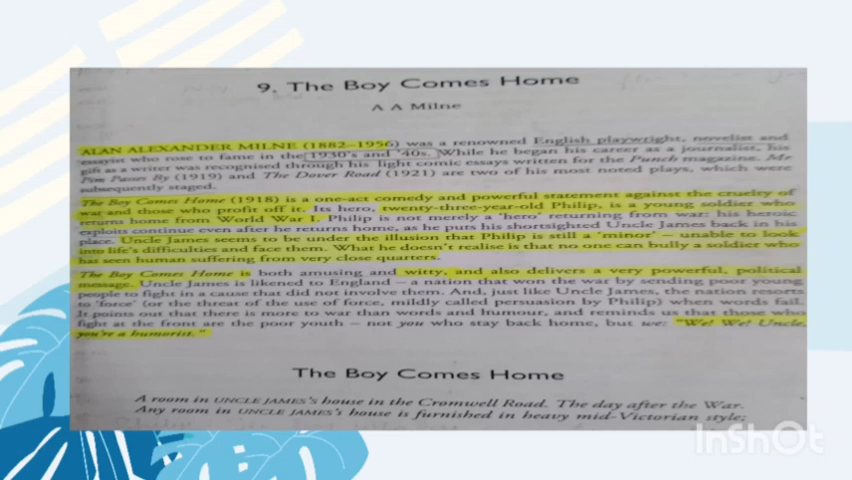 9. The Boy Comes Home
A A Milne
ALAN ALEXANDER MILNE (1882–1956) was a renowned English playwright, novelist and
essayist who rose to fame in the 1930's and '40s. While he began his career as a journalist, his
gift as a writer was recognised through his light comic essays written for the Punch magazine. Mr
Pim Passes By (1919) and The Dover Road (1921) are two of his most noted plays, which were
subsequently staged.
The Boy Comes Home (1918) is a one-act comedy and powerful statement against the cruelty of
war and those who profit off it. Its hero, twenty-three-year-old Philip, is a young soldier who
returns home from World War I. Philip is not merely a 'hero' returning from war: his heroic
exploits continue even after he returns home, as he puts his shortsighted Uncle James back in his
place. Uncle James seems to be under the illusion that Philip is still a 'minor' – unable to look
into life's difficulties and face them. What he doesn't realise is that no one can bully a soldier who
has seen human suffering from very close quarters.
The Boy Comes Home is both amusing and witty, and also delivers a very powerful, political
message. Uncle James is likened to England – a nation that won the war by sending poor young
people to fight in a cause that did not involve them. And, just like Uncle James, the nation resorts
to 'force' (or the threat of the use of force, mildly called persuasion by Philip) when words fail.
It points out that there is more to war than words and humour, and reminds us that those who
fight at the front are the poor youth – not you who stay back home, but we: "We! We! Uncle,
you're a humorist."
The Boy Comes Home
A room in UNCLE JAMES's house in the Cromwell Road. The day after the War.
Any room in UNCLE JAMES's house is furnished in heavy mid-Victorian style;
InShOt